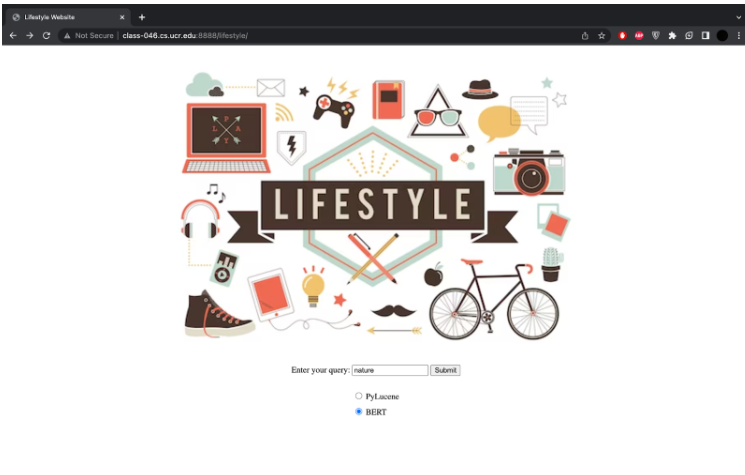 Lifestyle Website
Not Secure | class-046.cs.ucr.edu:8888/lifestyle/
ABP
P
L A
Y
LIFESTYLE
Enter your query: nature Submit
PyLucene
BERT